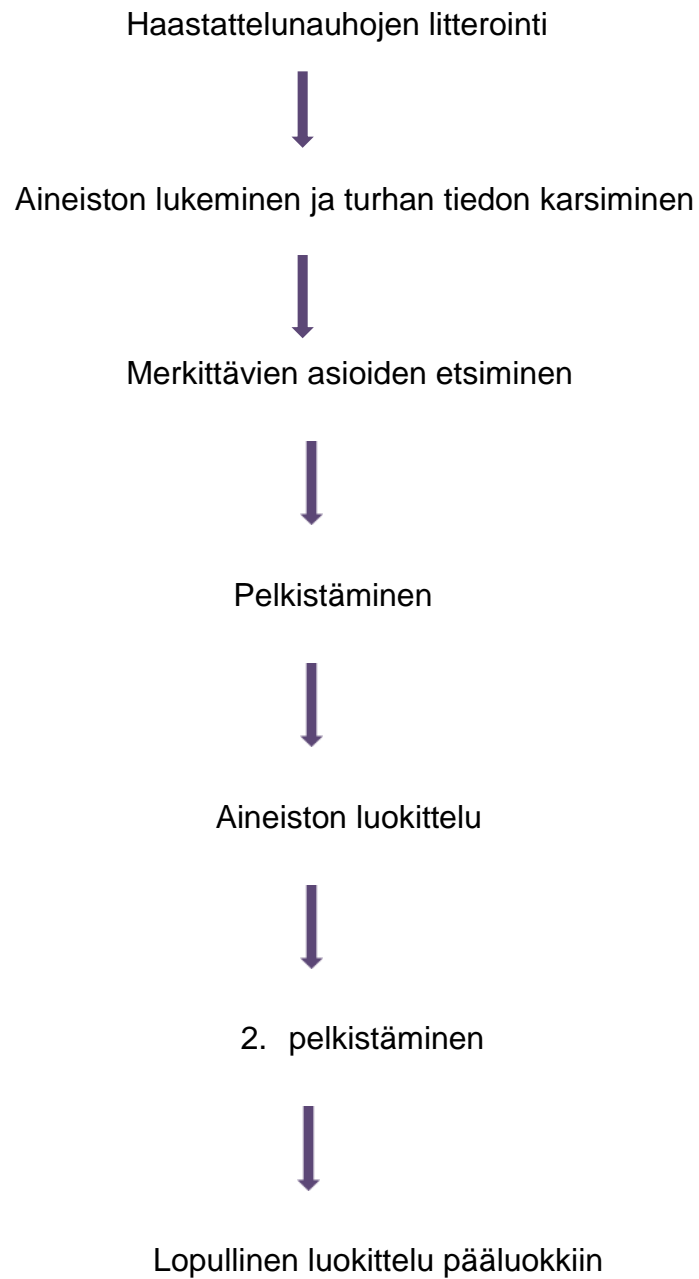 Haastattelunauhojen litterointi
Aineiston lukeminen ja turhan tiedon karsiminen
Merkittävien asioiden etsiminen
Pelkistäminen
Aineiston luokittelu
2. pelkistäminen
Lopullinen luokittelu pääluokkiin